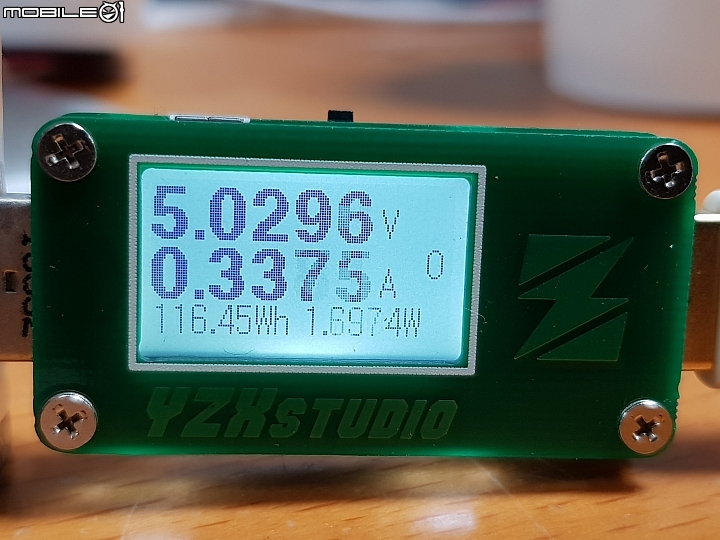 MOBILE01
5.0296V
0.3375A
0
116.45Wh 1.6974W
YZXSTUDIO